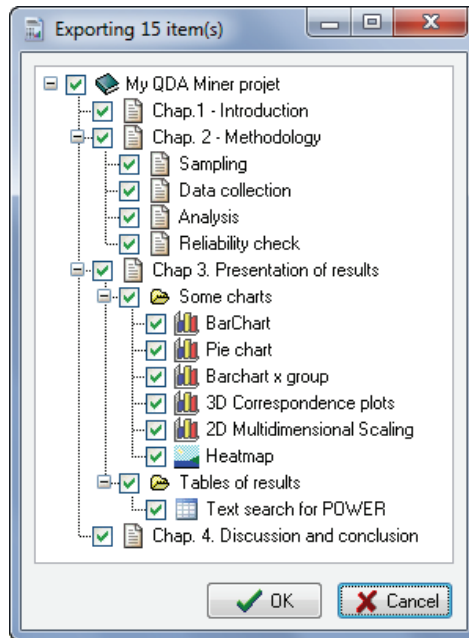 Exporting 15 item(s)
My QDA Miner projet
Chap.1 - Introduction
Chap. 2 - Methodology
Sampling
Data collection
Analysis
Reliability check
Chap 3. Presentation of results
Some charts
BarChart
Pie chart
Barchart x group
3D Correspondence plots
2D Multidimensional Scaling
Heatmap
Tables of results
Text search for POWER
Chap. 4. Discussion and conclusion
OK Cancel